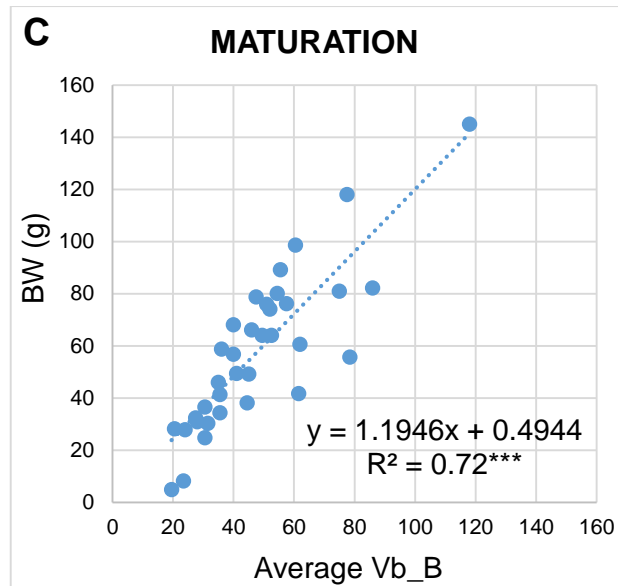 C
MATURATION
160
140
120
100
80
60
40
20
0
BW (g)
y = 1.1946x + 0.4944
R² = 0.72***
0 20 40 60 80 100 120 140 160
Average Vb_B